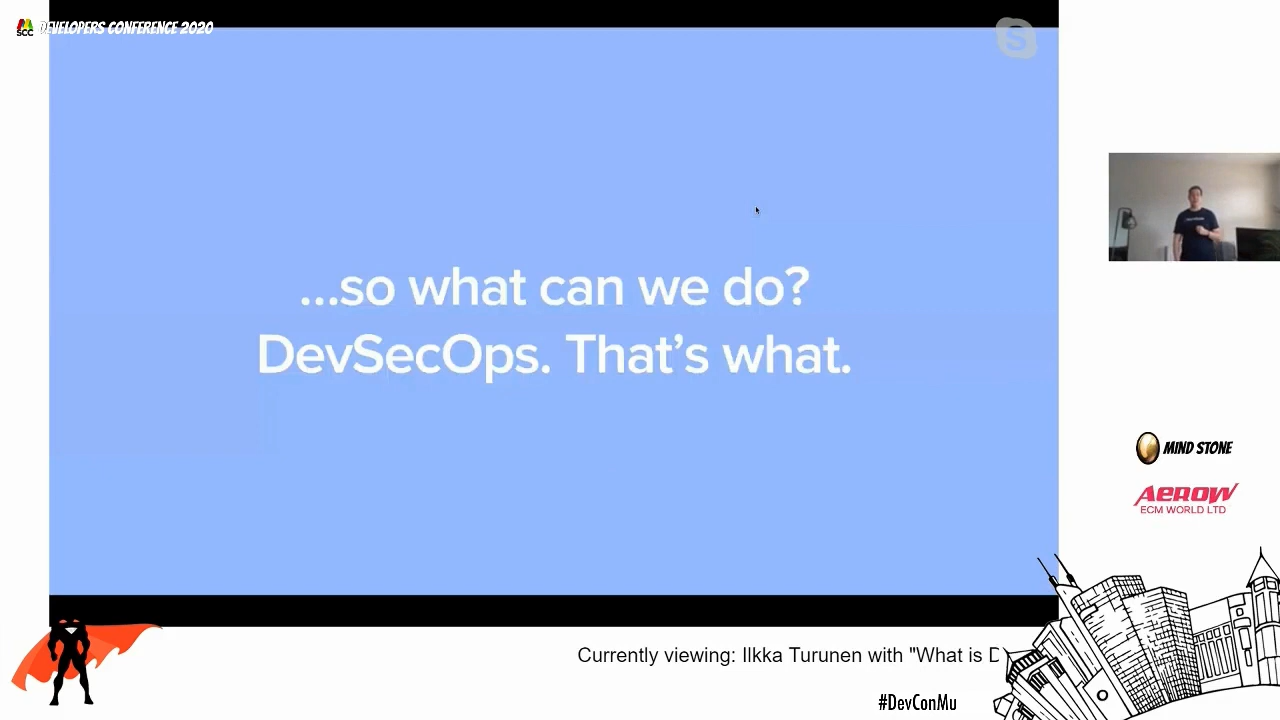 SCC
DEVELOPERS CONFERENCE 2020
S
...so what can we do?
DevSecOps. That's what.
MIND STONE
AEROW
ECM WORLD LTD
Currently viewing: Ilkka Turunen with "What is D
#DevConMu